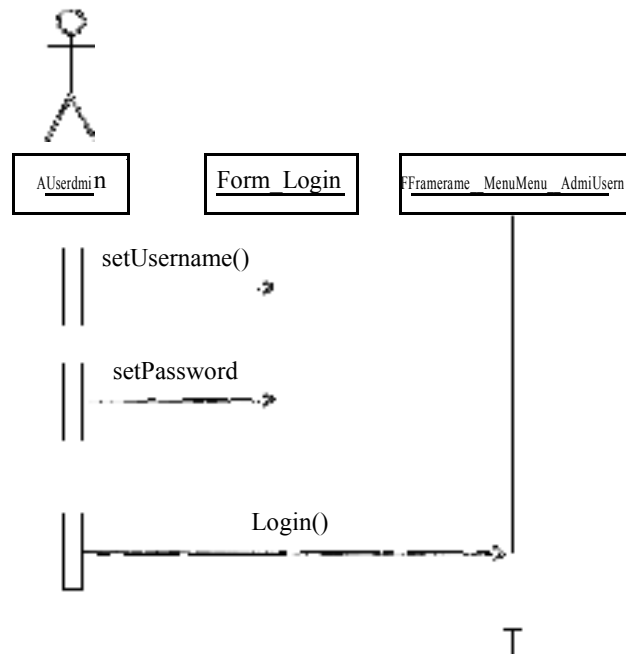 AUserdmin
Form_Login
FFramerame_MenuMenu_AdmiUsern
setUsername()
setPassword
Login()